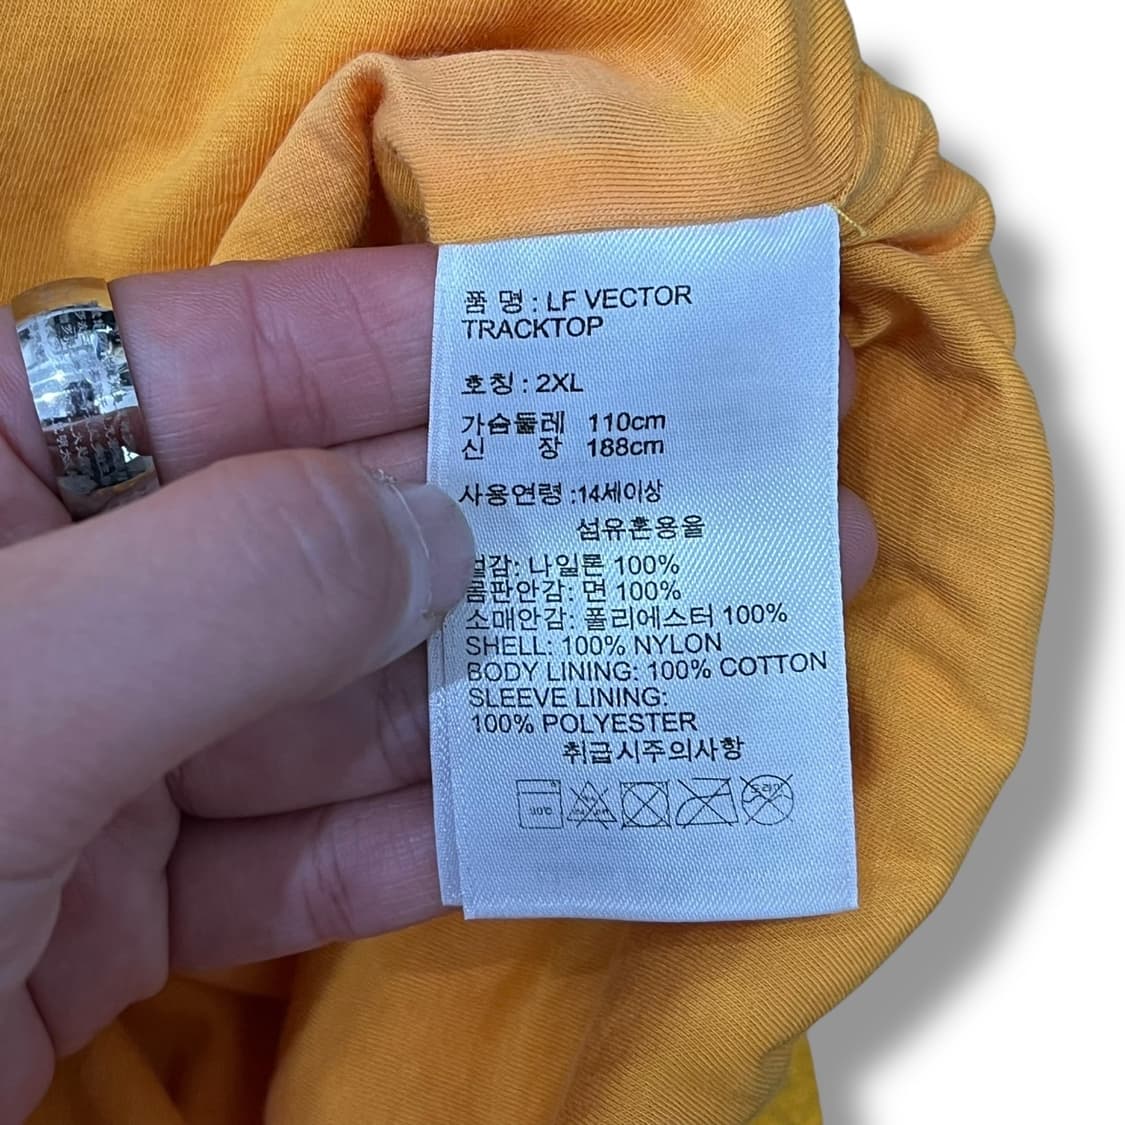 품 명 : LF VECTOR
TRACKTOP
호칭 : 2XL
가슴둘레 110cm
신 장 188cm
사용연령 :14세이상
섬유혼용율
겉감: 나일론 100%
몸판안감: 면 100%
소매안감: 폴리에스터 100%
SHELL: 100% NYLON
BODY LINING: 100% COTTON
SLEEVE LINING:
100% POLYESTER
취급시주의사항
30℃ 드라이